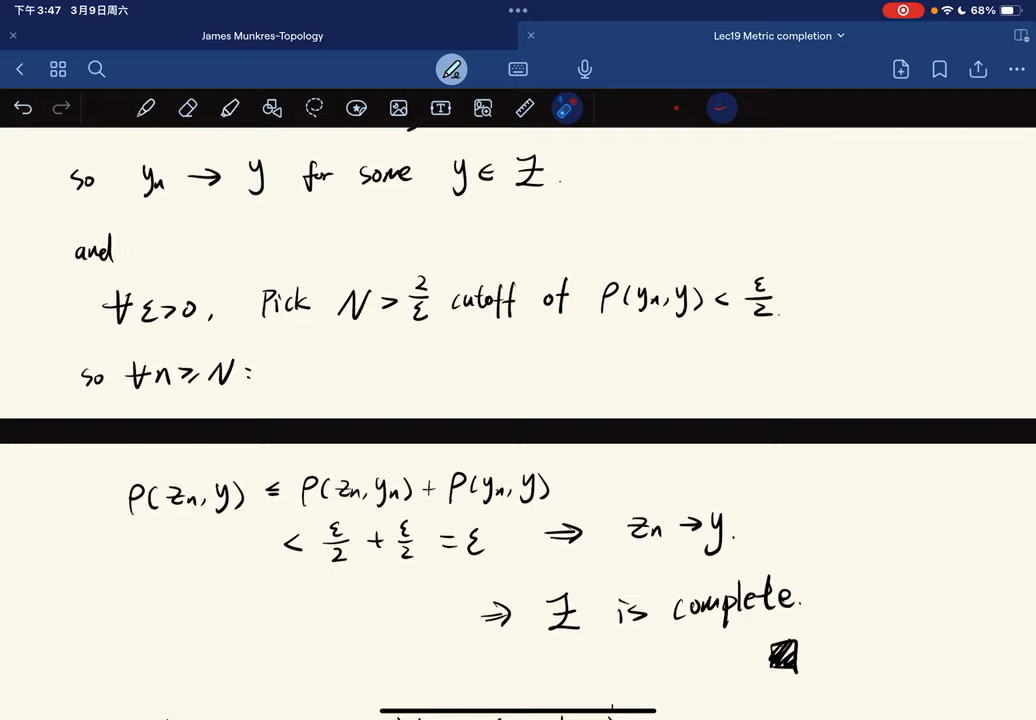 下午 3:47 3月9日周六
68%
James Munkres-Topology
Lec19 Metric completion
so yₙ → y for some y ∈ Z.
and
∀ε>0, Pick N > 2/ε cutoff of ρ(yₙ, y) < ε/2.
so ∀n ≥ N:
ρ(zₙ, y) ≤ ρ(zₙ, yₙ) + ρ(yₙ, y)
< ε/2 + ε/2 = ε ⇒ zₙ → y.
⇒ Z is complete.